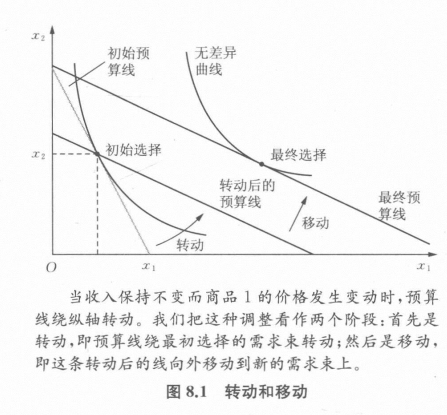 x₂
初始预
算线
无差异
曲线
x₂
初始选择
最终选择
转动后的
预算线
最终预
算线
移动
转动
O
x₁
x₁
当收入保持不变而商品 1 的价格发生变动时,预算
线绕纵轴转动。我们把这种调整看作两个阶段:首先是
转动,即预算线绕最初选择的需求束转动;然后是移动,
即这条转动后的线向外移动到新的需求束上。
图 8.1 转动和移动